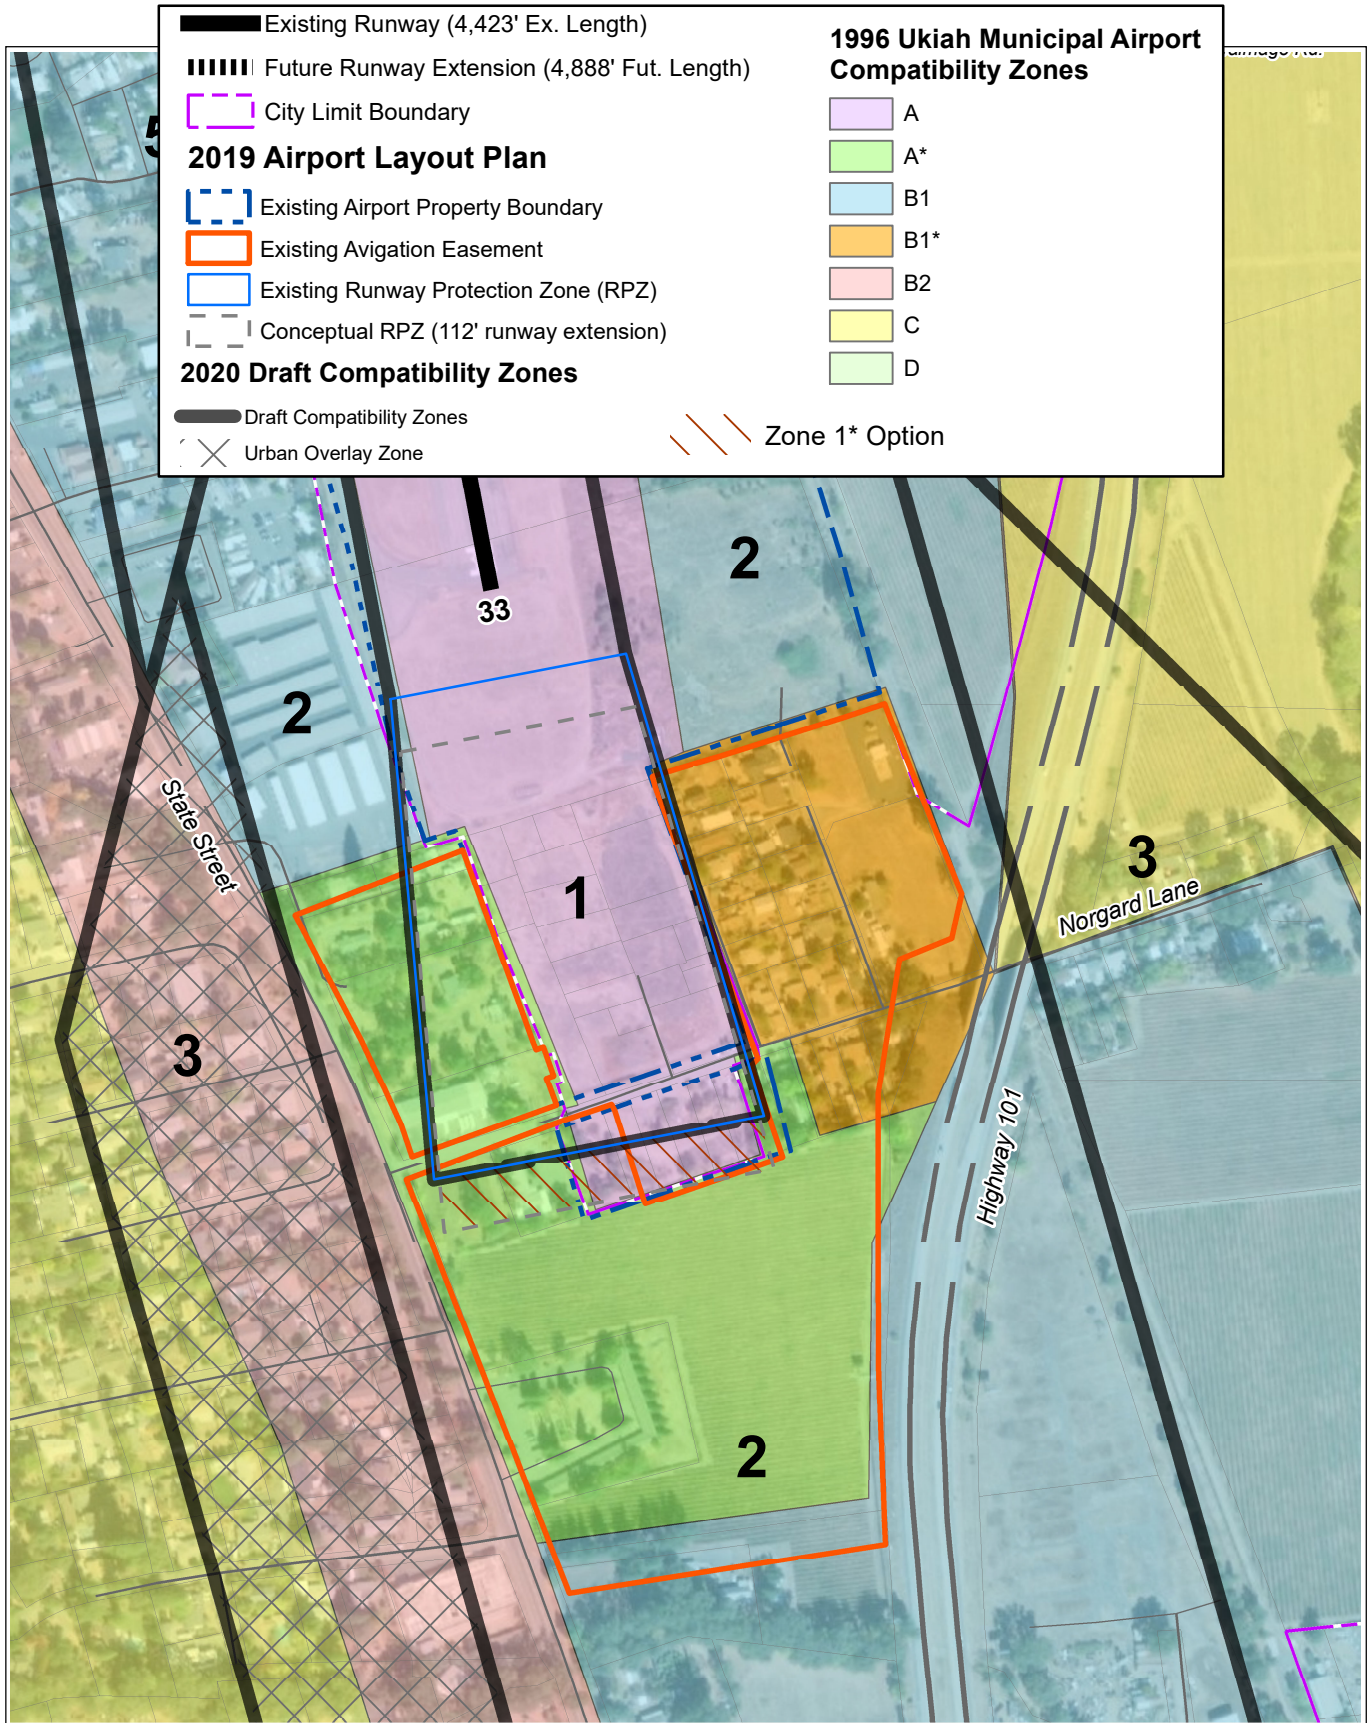 Existing Runway (4,423' Ex. Length)
Future Runway Extension (4,888' Fut. Length)
City Limit Boundary
2019 Airport Layout Plan
Existing Airport Property Boundary
Existing Avigation Easement
Existing Runway Protection Zone (RPZ)
Conceptual RPZ (112' runway extension)
2020 Draft Compatibility Zones
Draft Compatibility Zones
Urban Overlay Zone
Zone 1* Option
1996 Ukiah Municipal Airport
Compatibility Zones
A
A*
B1
B1*
B2
C
D
Rd.
5
2
33
2
State Street
1
3
Norgard Lane
3
Highway 101
2